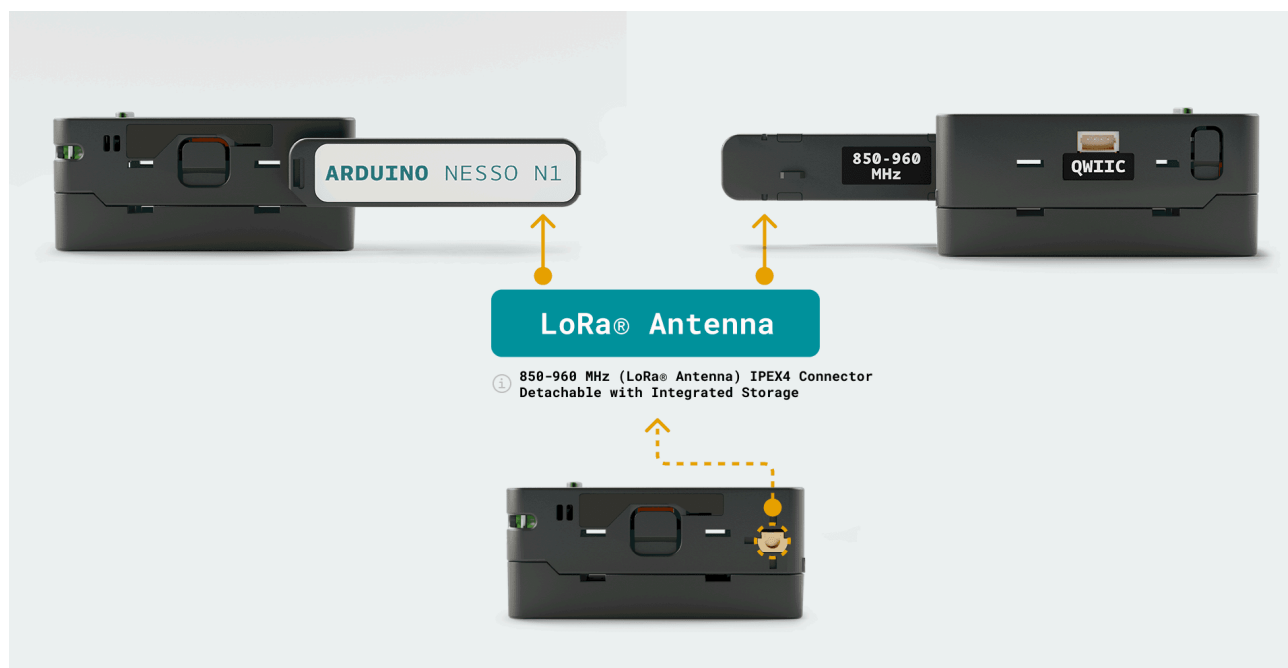 ARDUINO NESSO N1
850-960
MHz
QWIIC
LoRa® Antenna
850-960 MHz (LoRa® Antenna) IPEX4 Connector
Detachable with Integrated Storage